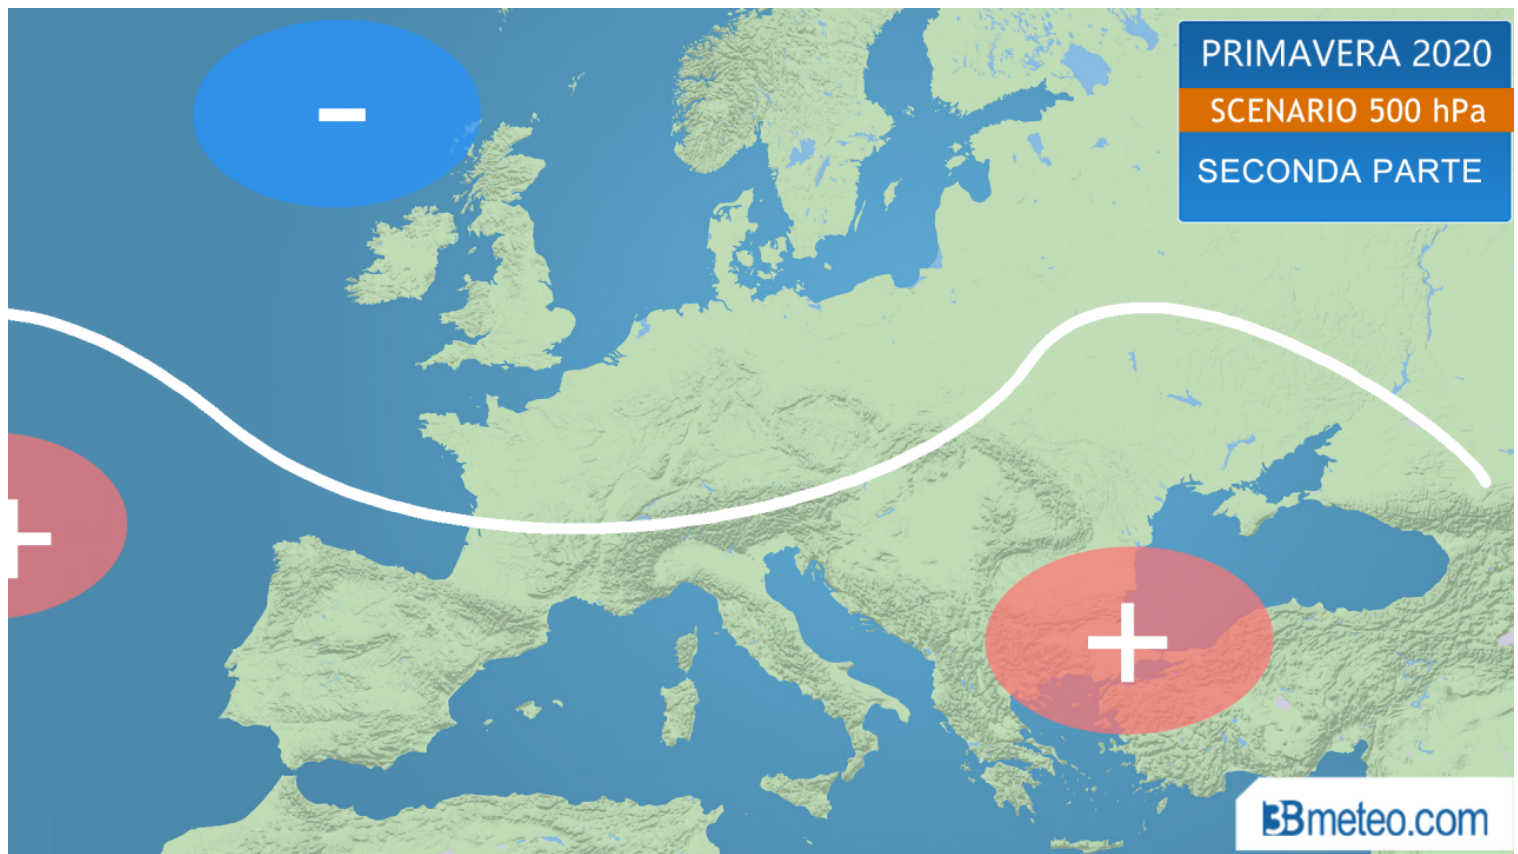 PRIMAVERA 2020
SCENARIO 500 hPa
SECONDA PARTE
-
+
+
3Bmeteo.com